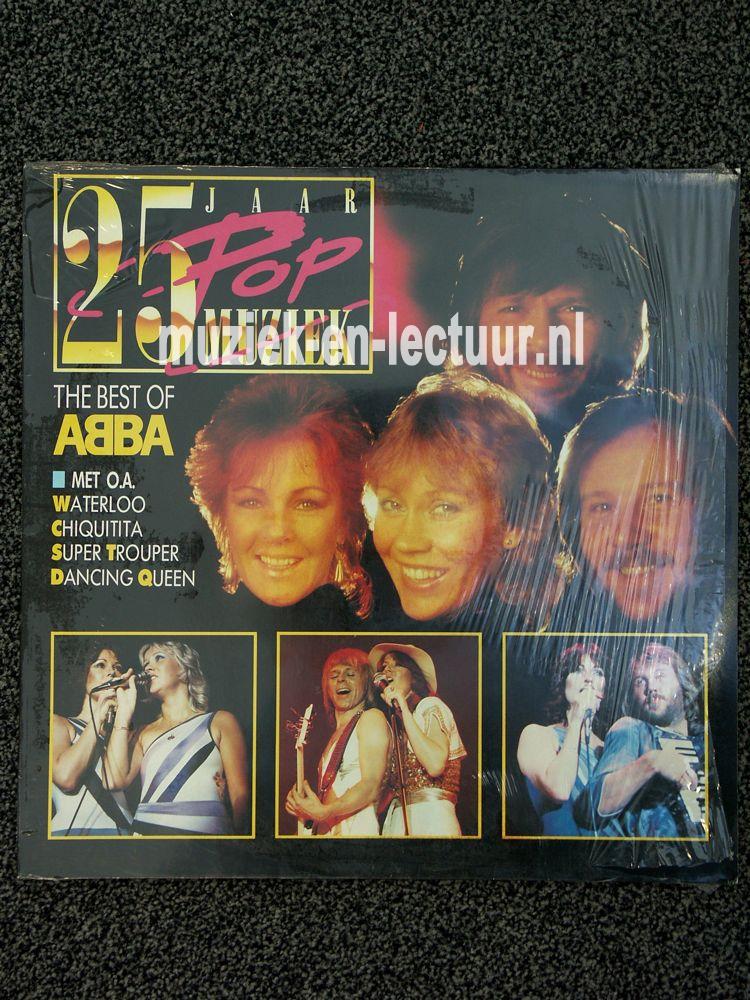 25 JAAR
Pop
MUZIEK
muziek-en-lectuur.nl
THE BEST OF
ABBA
MET O.A.
WATERLOO
CHIQUITITA
SUPER TROUPER
DANCING QUEEN